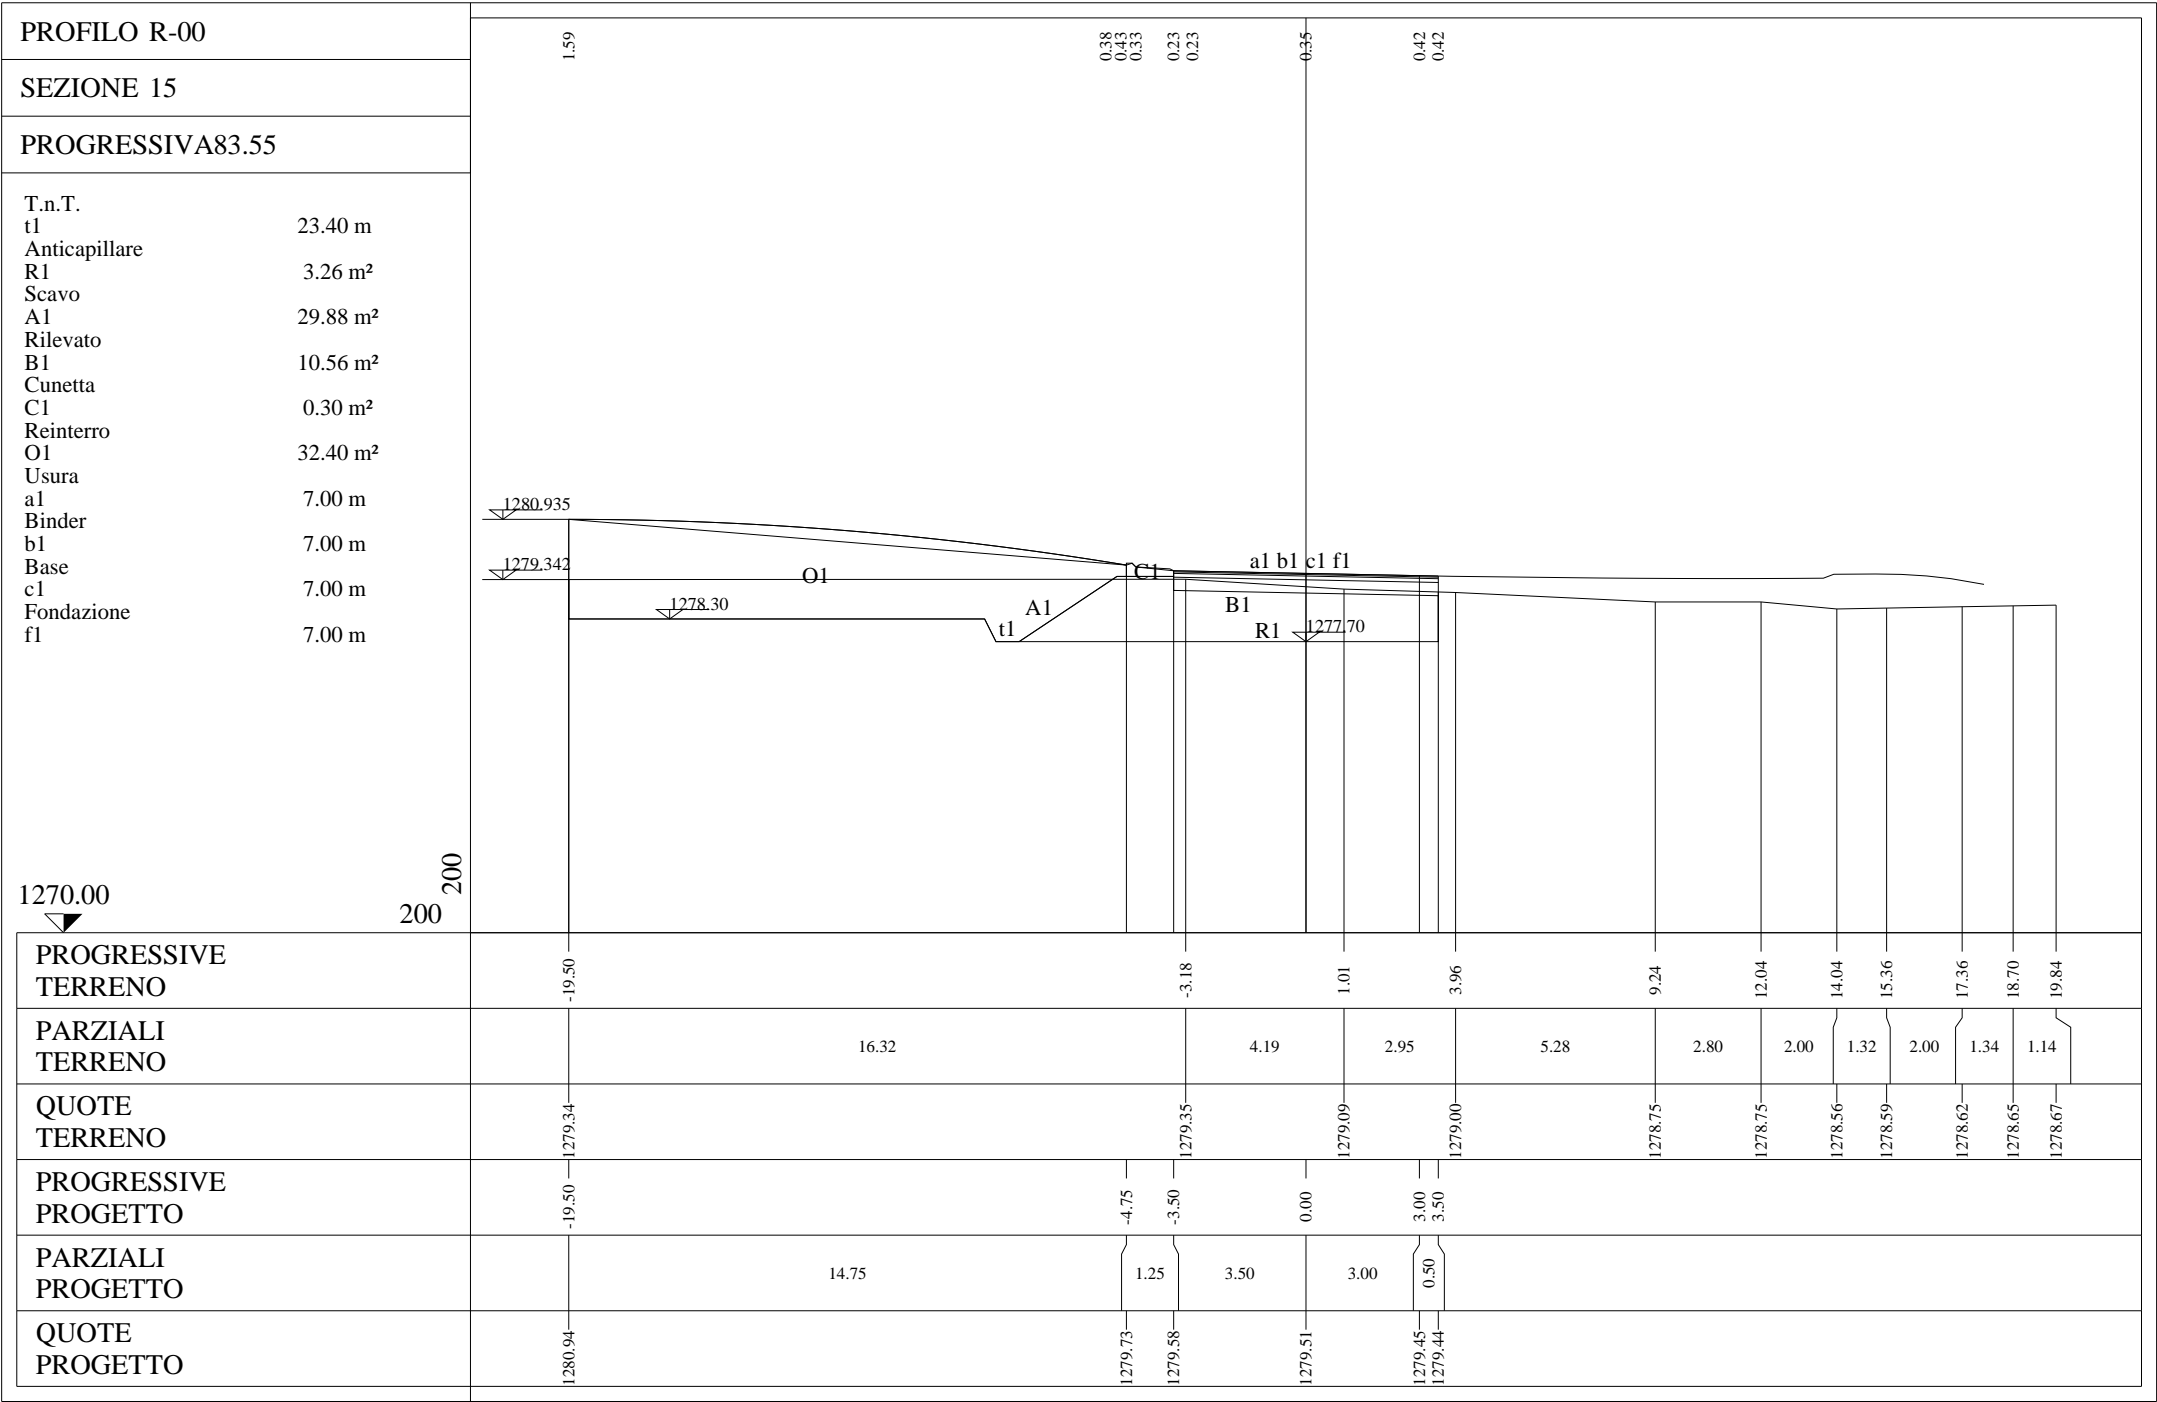 PROFILO R-00
SEZIONE 15
PROGRESSIVA83.55
T.n.T.
t1 23.40 m
Anticapillare
R1 3.26 m²
Scavo
A1 29.88 m²
Rilevato
B1 10.56 m²
Cunetta
C1 0.30 m²
Reinterro
O1 32.40 m²
Usura
a1 7.00 m
Binder
b1 7.00 m
Base
c1 7.00 m
Fondazione
f1 7.00 m
1.59 0.38 0.43 0.33 0.23 0.23 0.35 0.42 0.42
1280.935
1279.342
O1
1278.30
t1
A1
C1
a1 b1 c1 f1
B1
R1
1277.70
1270.00
200
200
PROGRESSIVE
TERRENO
-19.50 -3.18 1.01 3.96 9.24 12.04 14.04 15.36 17.36 18.70 19.84
PARZIALI
TERRENO
16.32 4.19 2.95 5.28 2.80 2.00 1.32 2.00 1.34 1.14
QUOTE
TERRENO
1279.34 1279.35 1279.09 1279.00 1278.75 1278.75 1278.56 1278.59 1278.62 1278.65 1278.67
PROGRESSIVE
PROGETTO
-19.50 -4.75 -3.50 0.00 3.00 3.50
PARZIALI
PROGETTO
14.75 1.25 3.50 3.00 0.50
QUOTE
PROGETTO
1280.94 1279.73 1279.58 1279.51 1279.45 1279.44